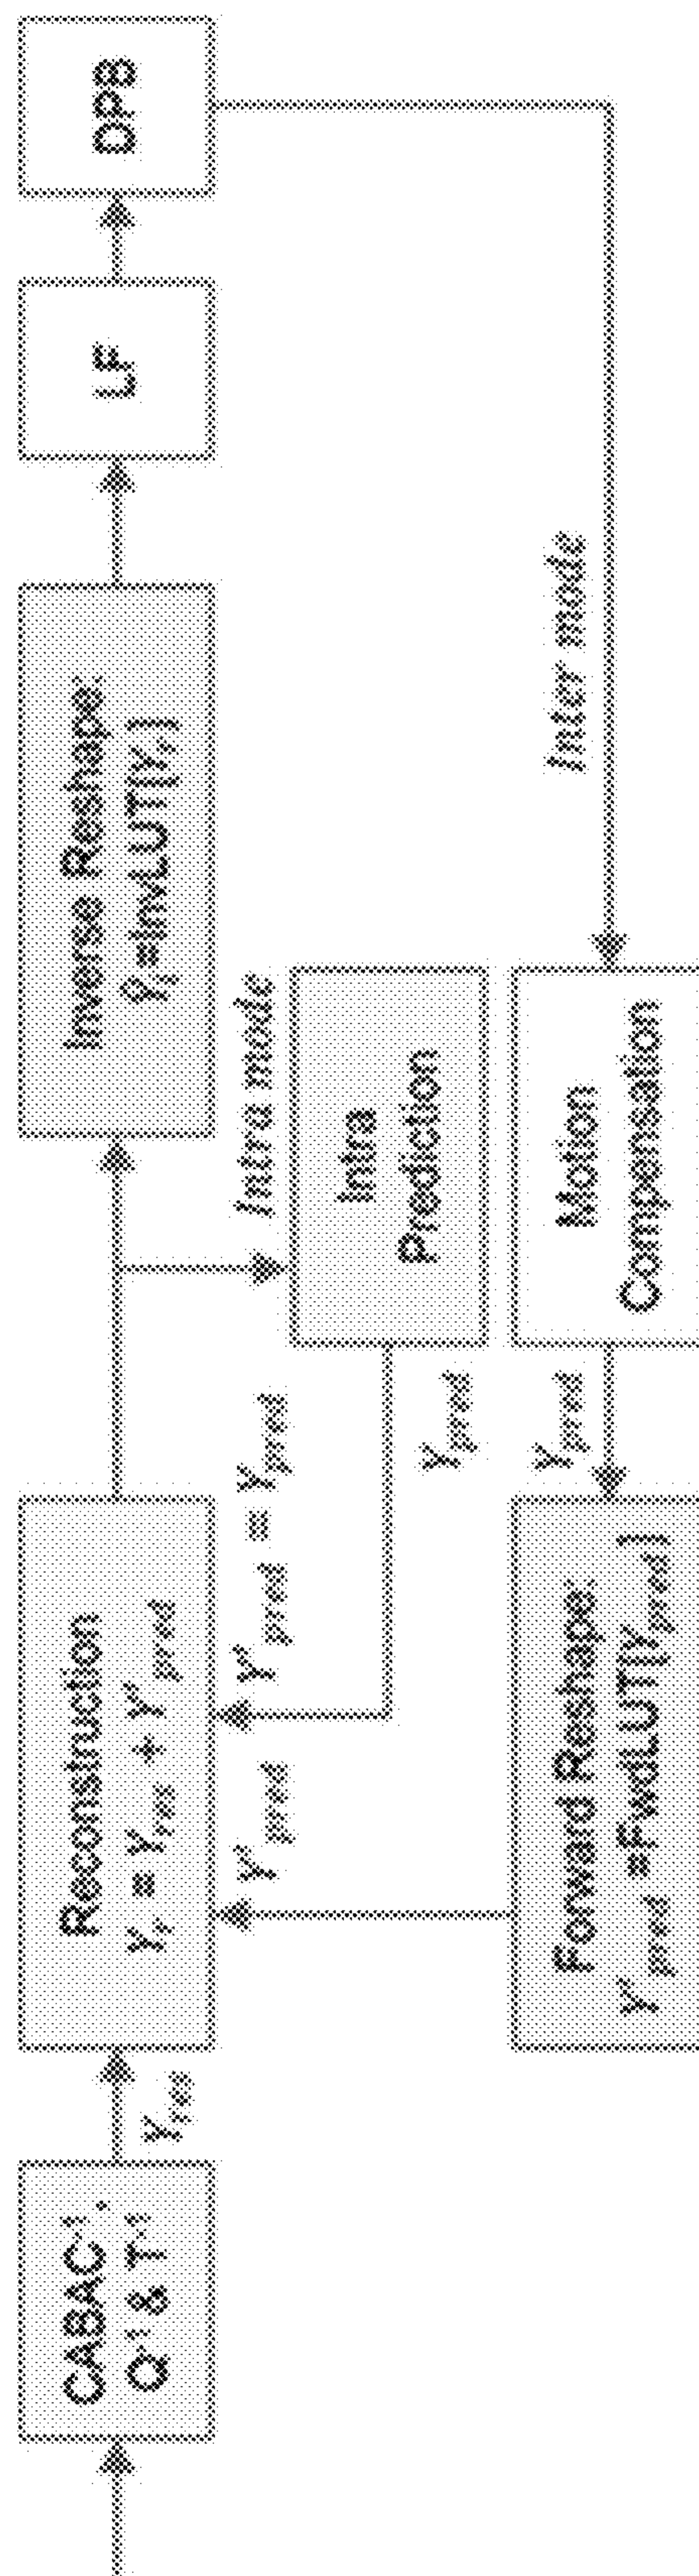 CABAC⁻¹,
Q⁻¹ & T⁻¹
Yres
Reconstruction
Yr = Yres + Y'pred
Inverse Reshape:
Ŷi=InvLUT[Yr]
LF
DPB
Intra mode
Y'pred
Y'pred = Ypred
Intra
Prediction
Ypred
Inter mode
Ypred
Forward Reshape:
Y'pred =FwdLUT[Ypred]
Motion
Compensation